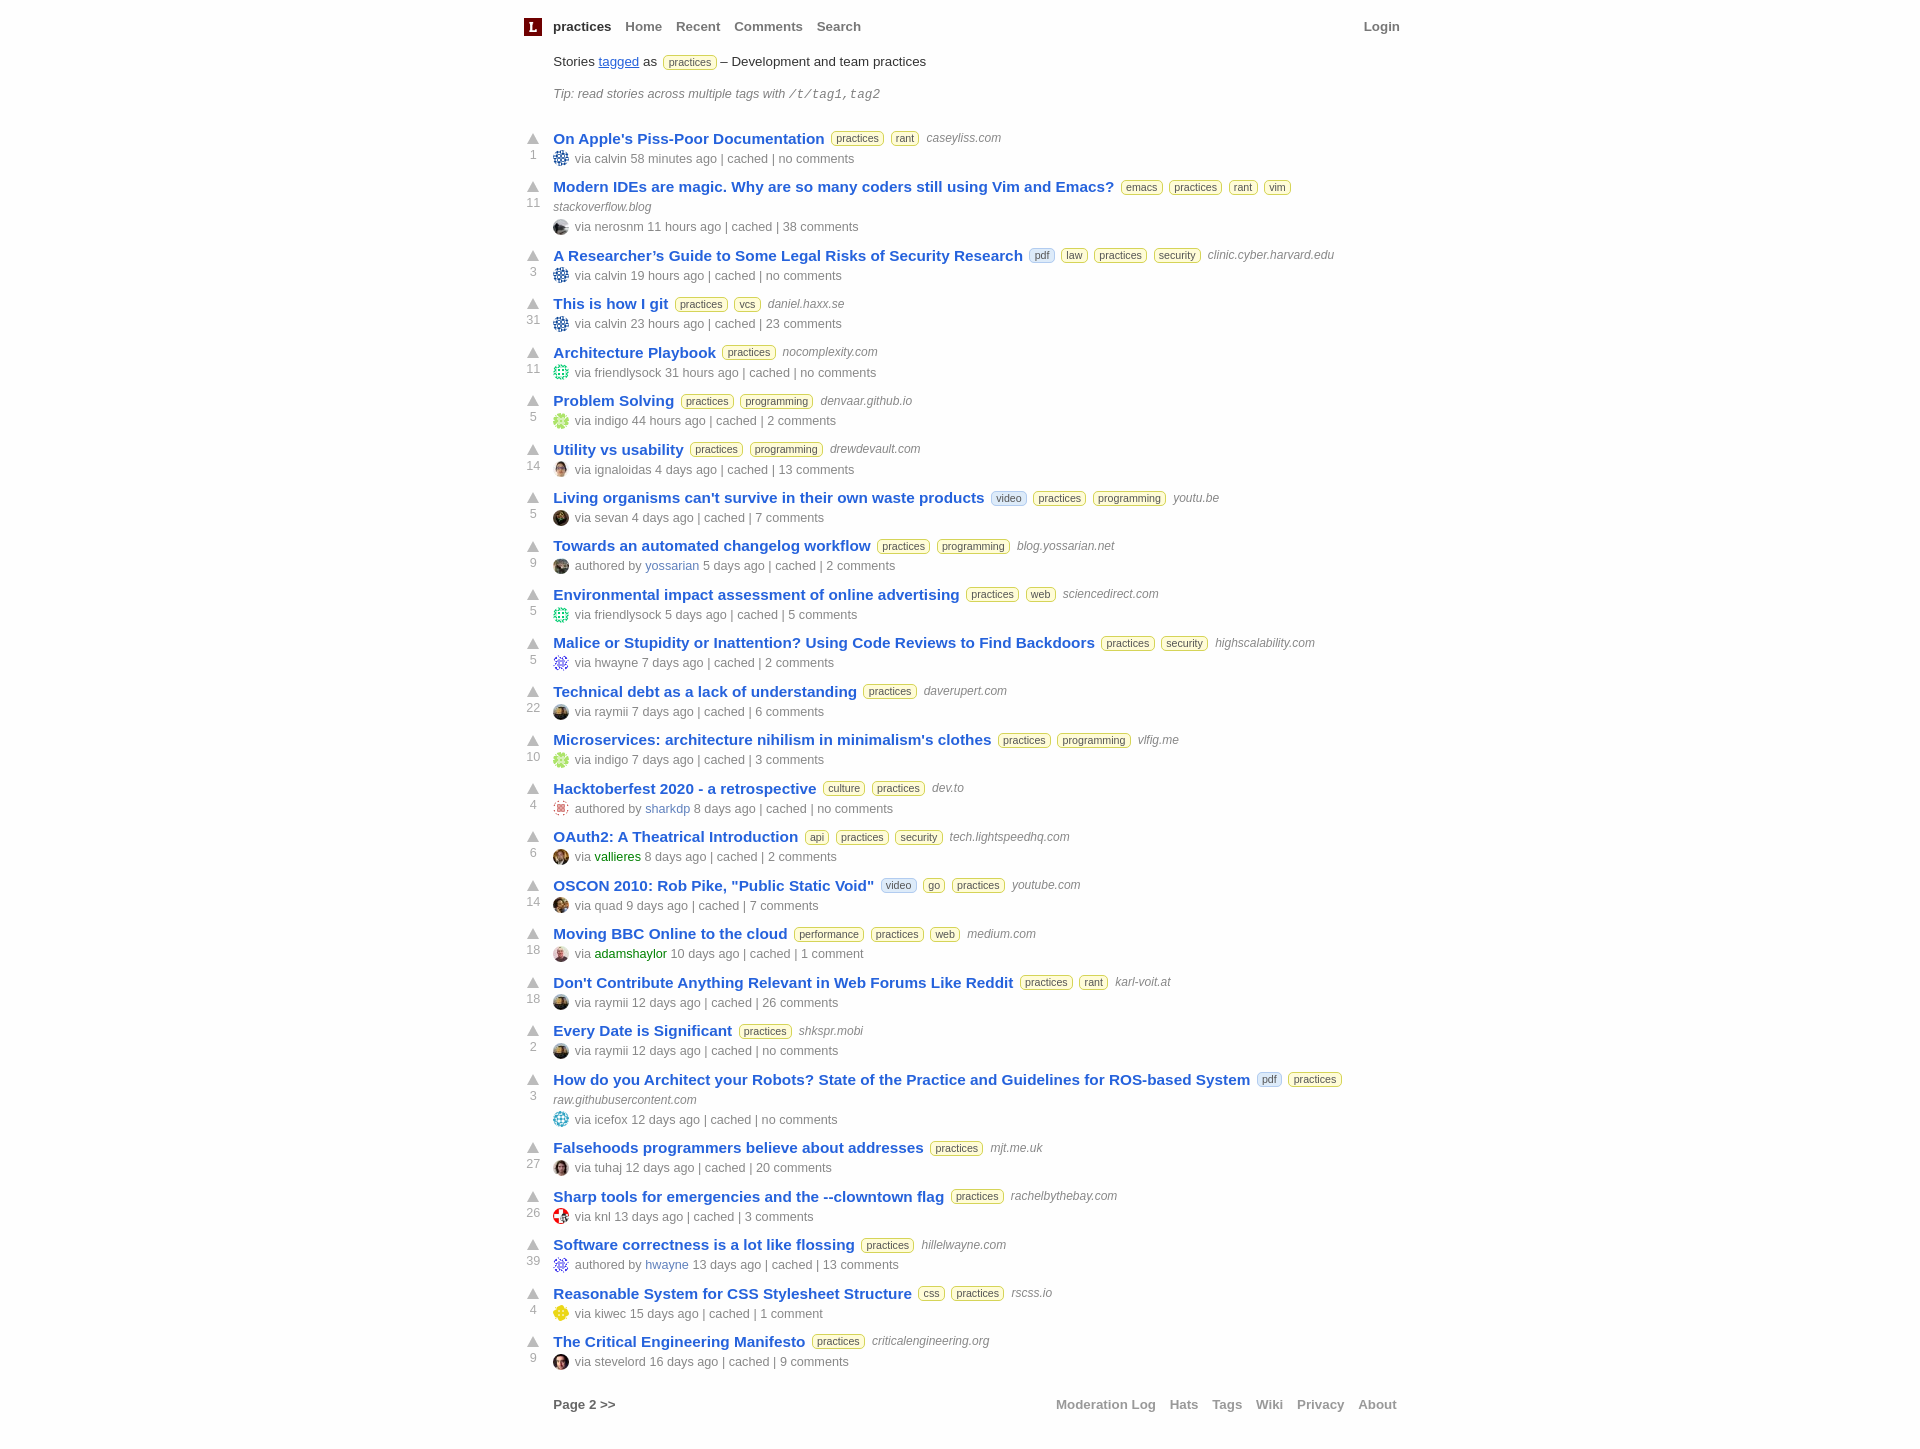 L practices Home Recent Comments Search Login
Stories tagged as practices – Development and team practices
Tip: read stories across multiple tags with /t/tag1,tag2
On Apple's Piss-Poor Documentation practices rant caseyliss.com
1 via calvin 58 minutes ago | cached | no comments
Modern IDEs are magic. Why are so many coders still using Vim and Emacs? emacs practices rant vim
11 stackoverflow.blog
via nerosnm 11 hours ago | cached | 38 comments
A Researcher’s Guide to Some Legal Risks of Security Research pdf law practices security clinic.cyber.harvard.edu
3 via calvin 19 hours ago | cached | no comments
This is how I git practices vcs daniel.haxx.se
31 via calvin 23 hours ago | cached | 23 comments
Architecture Playbook practices nocomplexity.com
11 via friendlysock 31 hours ago | cached | no comments
Problem Solving practices programming denvaar.github.io
5 via indigo 44 hours ago | cached | 2 comments
Utility vs usability practices programming drewdevault.com
14 via ignaloidas 4 days ago | cached | 13 comments
Living organisms can't survive in their own waste products video practices programming youtu.be
5 via sevan 4 days ago | cached | 7 comments
Towards an automated changelog workflow practices programming blog.yossarian.net
9 authored by yossarian 5 days ago | cached | 2 comments
Environmental impact assessment of online advertising practices web sciencedirect.com
5 via friendlysock 5 days ago | cached | 5 comments
Malice or Stupidity or Inattention? Using Code Reviews to Find Backdoors practices security highscalability.com
5 via hwayne 7 days ago | cached | 2 comments
Technical debt as a lack of understanding practices daverupert.com
22 via raymii 7 days ago | cached | 6 comments
Microservices: architecture nihilism in minimalism's clothes practices programming vlfig.me
10 via indigo 7 days ago | cached | 3 comments
Hacktoberfest 2020 - a retrospective culture practices dev.to
4 authored by sharkdp 8 days ago | cached | no comments
OAuth2: A Theatrical Introduction api practices security tech.lightspeedhq.com
6 via vallieres 8 days ago | cached | 2 comments
OSCON 2010: Rob Pike, "Public Static Void" video go practices youtube.com
14 via quad 9 days ago | cached | 7 comments
Moving BBC Online to the cloud performance practices web medium.com
18 via adamshaylor 10 days ago | cached | 1 comment
Don't Contribute Anything Relevant in Web Forums Like Reddit practices rant karl-voit.at
18 via raymii 12 days ago | cached | 26 comments
Every Date is Significant practices shkspr.mobi
2 via raymii 12 days ago | cached | no comments
How do you Architect your Robots? State of the Practice and Guidelines for ROS-based System pdf practices
3 raw.githubusercontent.com
via icefox 12 days ago | cached | no comments
Falsehoods programmers believe about addresses practices mjt.me.uk
27 via tuhaj 12 days ago | cached | 20 comments
Sharp tools for emergencies and the --clowntown flag practices rachelbythebay.com
26 via knl 13 days ago | cached | 3 comments
Software correctness is a lot like flossing practices hillelwayne.com
39 authored by hwayne 13 days ago | cached | 13 comments
Reasonable System for CSS Stylesheet Structure css practices rscss.io
4 via kiwec 15 days ago | cached | 1 comment
The Critical Engineering Manifesto practices criticalengineering.org
9 via stevelord 16 days ago | cached | 9 comments
Page 2 >> Moderation Log Hats Tags Wiki Privacy About